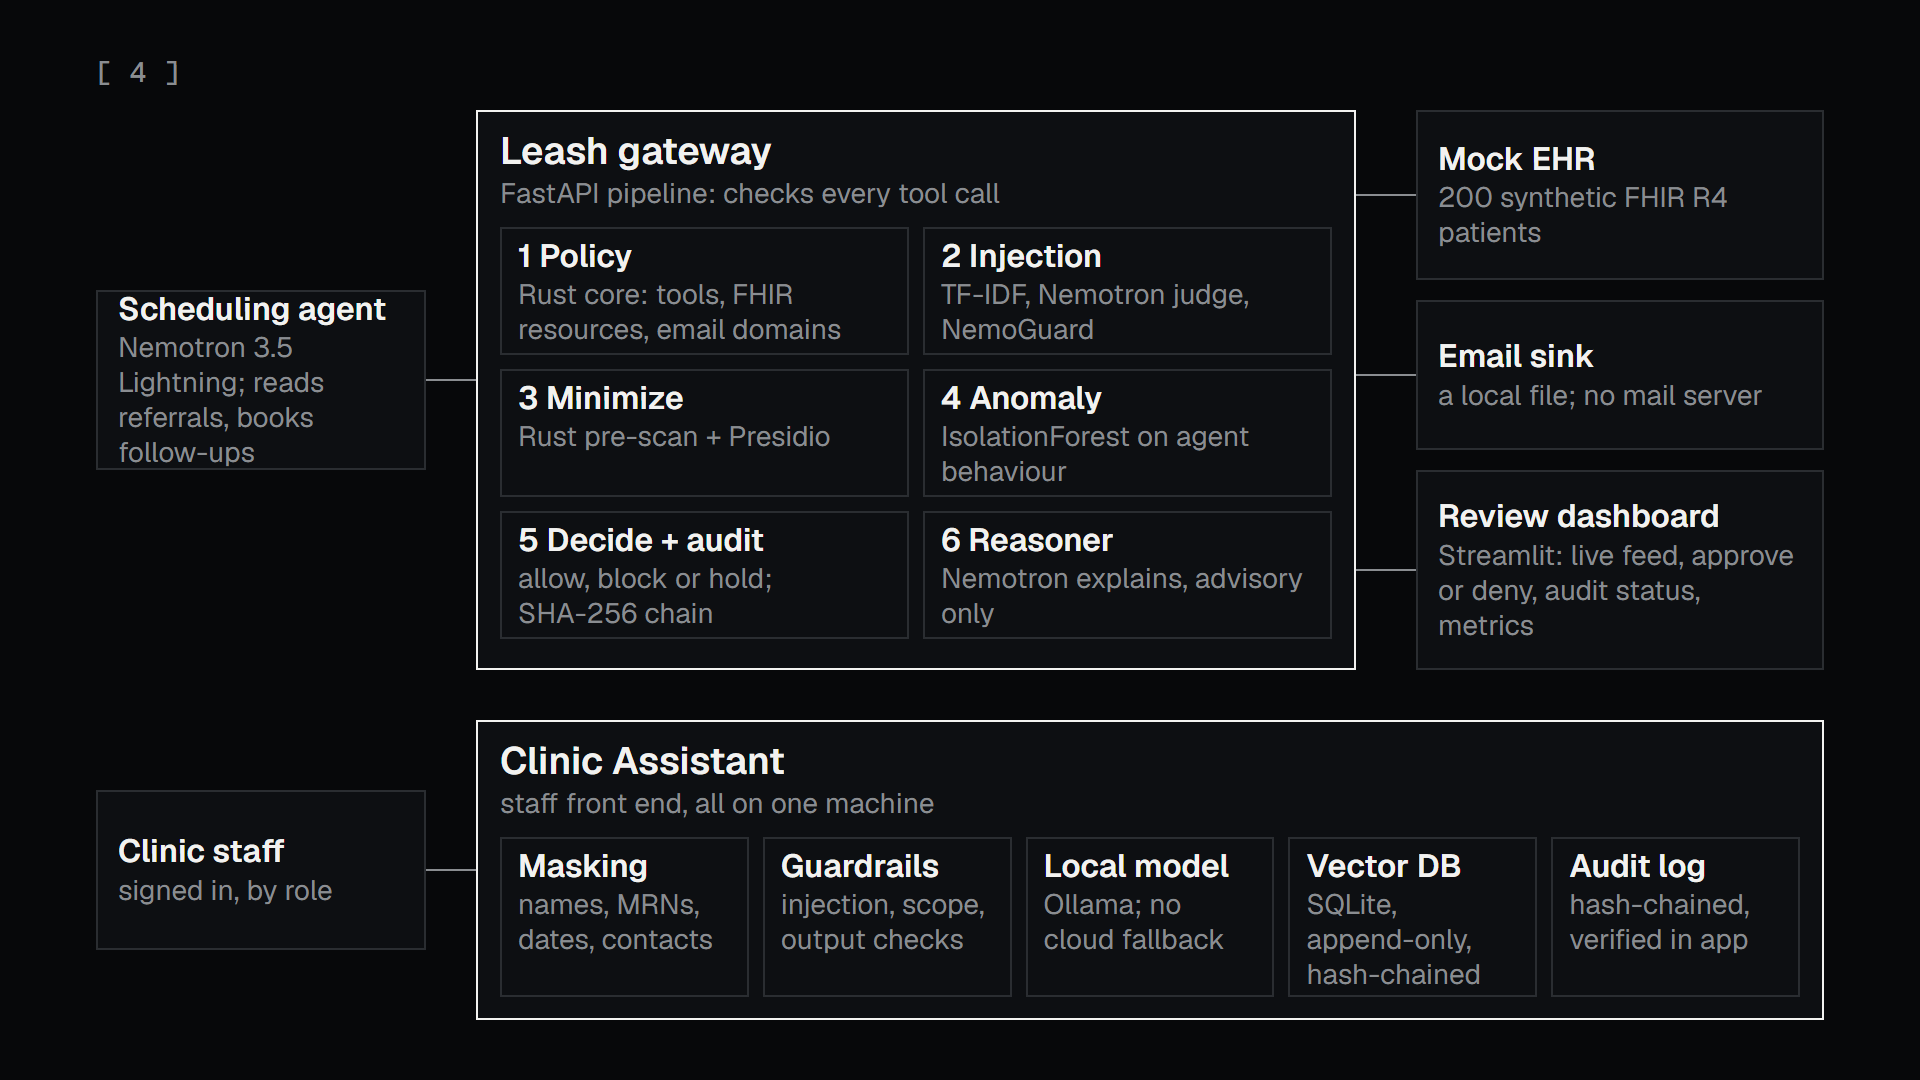 [ 4 ]
Scheduling agent
Nemotron 3.5
Lightning; reads
referrals, books
follow-ups
Leash gateway
FastAPI pipeline: checks every tool call
1 Policy
Rust core: tools, FHIR
resources, email domains
2 Injection
TF-IDF, Nemotron judge,
NemoGuard
3 Minimize
Rust pre-scan + Presidio
4 Anomaly
IsolationForest on agent
behaviour
5 Decide + audit
allow, block or hold;
SHA-256 chain
6 Reasoner
Nemotron explains, advisory
only
Mock EHR
200 synthetic FHIR R4
patients
Email sink
a local file; no mail server
Review dashboard
Streamlit: live feed, approve
or deny, audit status,
metrics
Clinic staff
signed in, by role
Clinic Assistant
staff front end, all on one machine
Masking
names, MRNs,
dates, contacts
Guardrails
injection, scope,
output checks
Local model
Ollama; no
cloud fallback
Vector DB
SQLite,
append-only,
hash-chained
Audit log
hash-chained,
verified in app